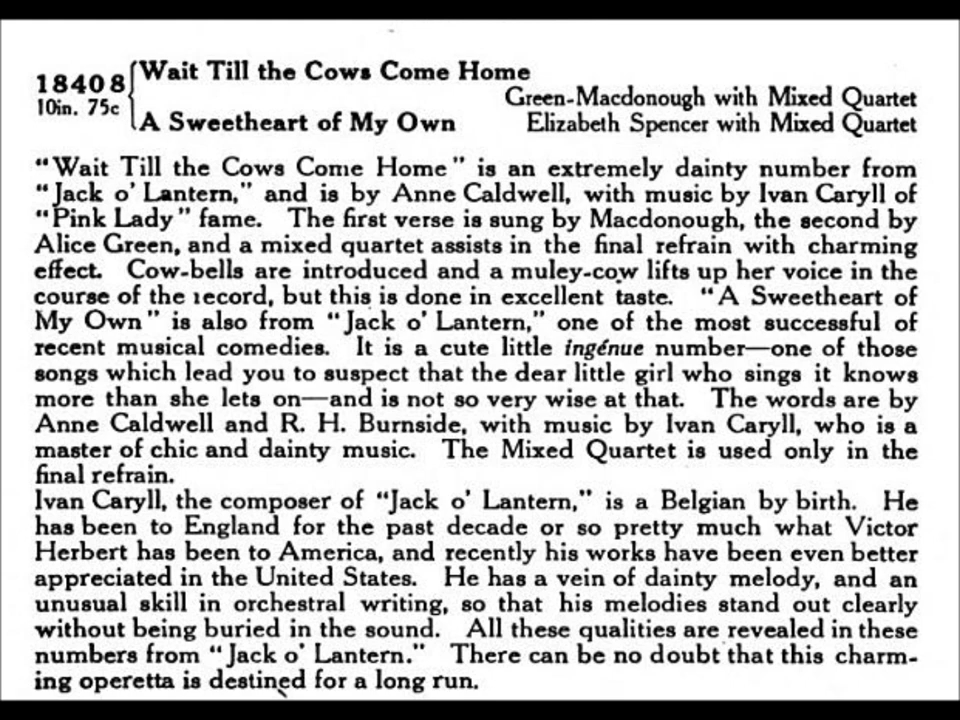 18408
10in. 75c
Wait Till the Cows Come Home
Green-Macdonough with Mixed Quartet
A Sweetheart of My Own
Elizabeth Spencer with Mixed Quartet
"Wait Till the Cows Come Home" is an extremely dainty number from
"Jack o' Lantern," and is by Anne Caldwell, with music by Ivan Caryll of
"Pink Lady" fame. The first verse is sung by Macdonough, the second by
Alice Green, and a mixed quartet assists in the final refrain with charming
effect. Cow-bells are introduced and a muley-cow lifts up her voice in the
course of the record, but this is done in excellent taste. "A Sweetheart of
My Own" is also from "Jack o' Lantern," one of the most successful of
recent musical comedies. It is a cute little ingénue number—one of those
songs which lead you to suspect that the dear little girl who sings it knows
more than she lets on—and is not so very wise at that. The words are by
Anne Caldwell and R. H. Burnside, with music by Ivan Caryll, who is a
master of chic and dainty music. The Mixed Quartet is used only in the
final refrain.
Ivan Caryll, the composer of "Jack o' Lantern," is a Belgian by birth. He
has been to England for the past decade or so pretty much what Victor
Herbert has been to America, and recently his works have been even better
appreciated in the United States. He has a vein of dainty melody, and an
unusual skill in orchestral writing, so that his melodies stand out clearly
without being buried in the sound. All these qualities are revealed in these
numbers from "Jack o' Lantern." There can be no doubt that this charm-
ing operetta is destined for a long run.